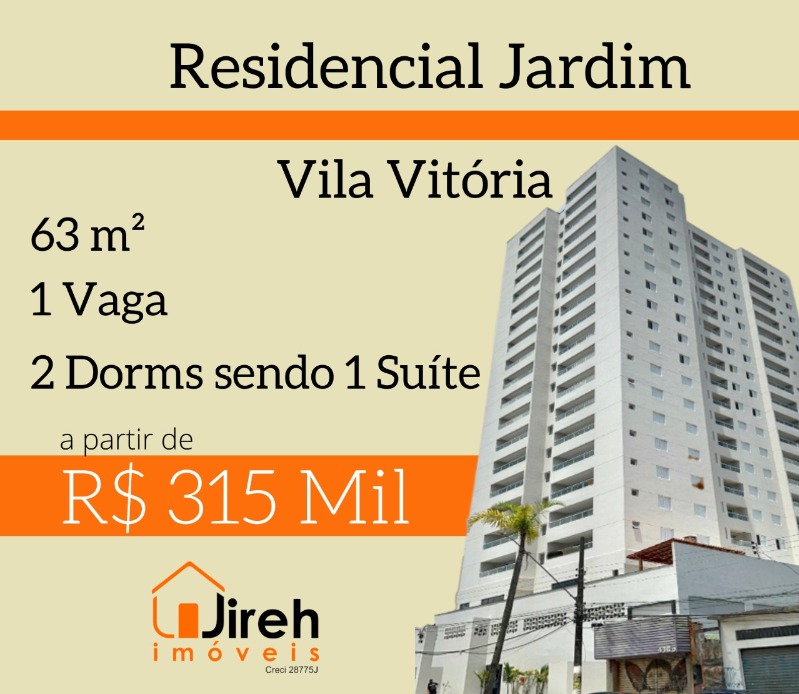 Residencial Jardim
Vila Vitória
63 m²
1 Vaga
2 Dorms sendo 1 Suíte
a partir de
R$ 315 Mil
Jireh
imóveis
Creci 28775J